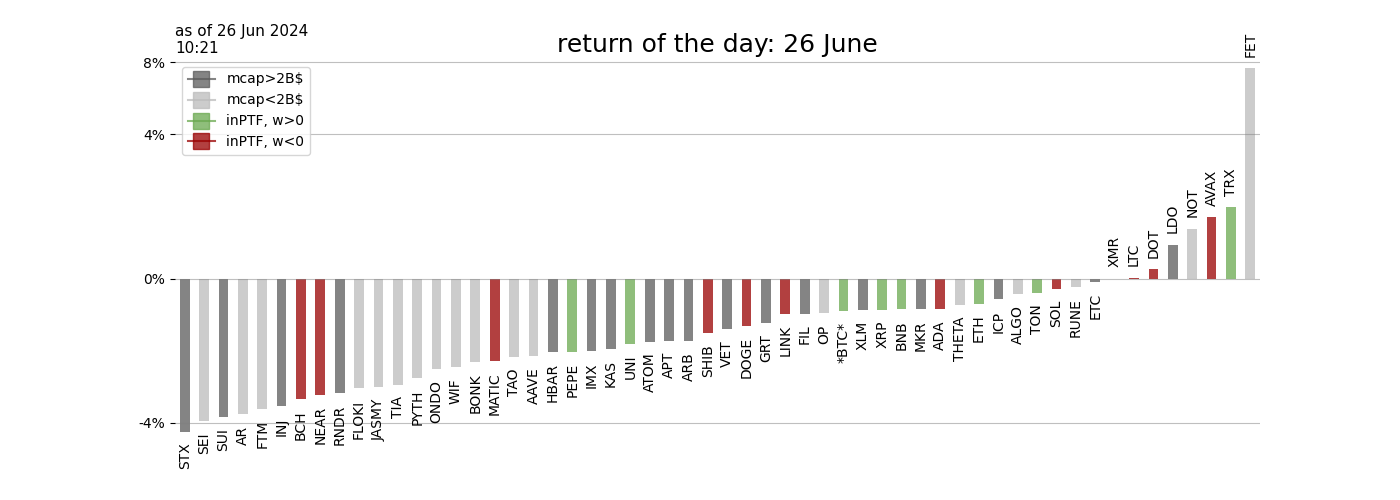 as of 26 Jun 2024
10:21
return of the day: 26 June
mcap>2B$
mcap<2B$
inPTF, w>0
inPTF, w<0
8%
4%
0%
-4%
STX
SEI
SUI
AR
FTM
INJ
BCH
NEAR
RNDR
FLOKI
JASMY
TIA
PYTH
ONDO
WIF
BONK
MATIC
TAO
AAVE
HBAR
PEPE
IMX
KAS
UNI
ATOM
APT
ARB
SHIB
VET
DOGE
GRT
LINK
FIL
OP
*BTC*
XLM
XRP
BNB
MKR
ADA
THETA
ETH
ICP
ALGO
TON
SOL
RUNE
ETC
XMR
LTC
DOT
LDO
NOT
AVAX
TRX
FET